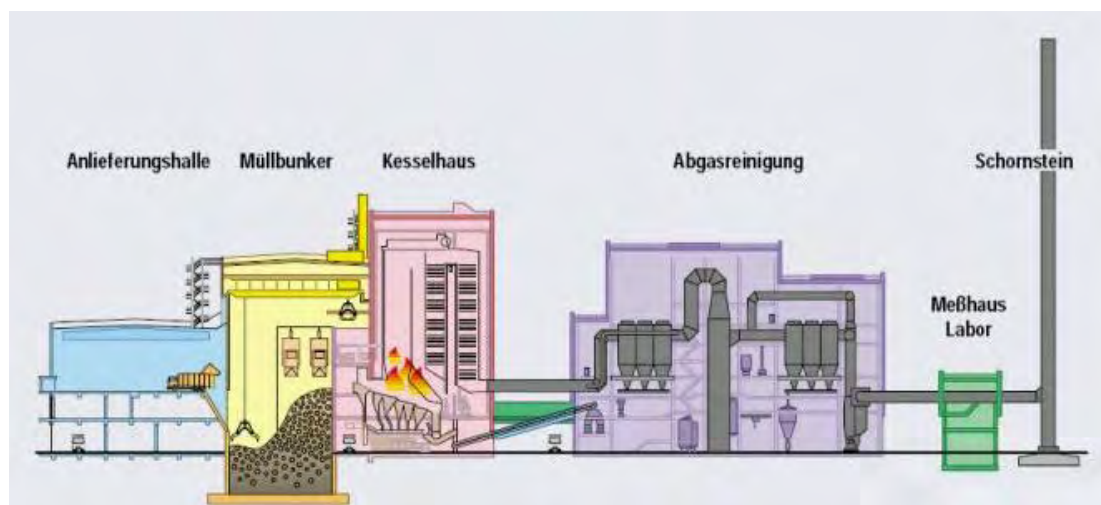 Anlieferungshalle
Müllbunker
Kesselhaus
Abgasreinigung
Schornstein
Meßhaus
Labor